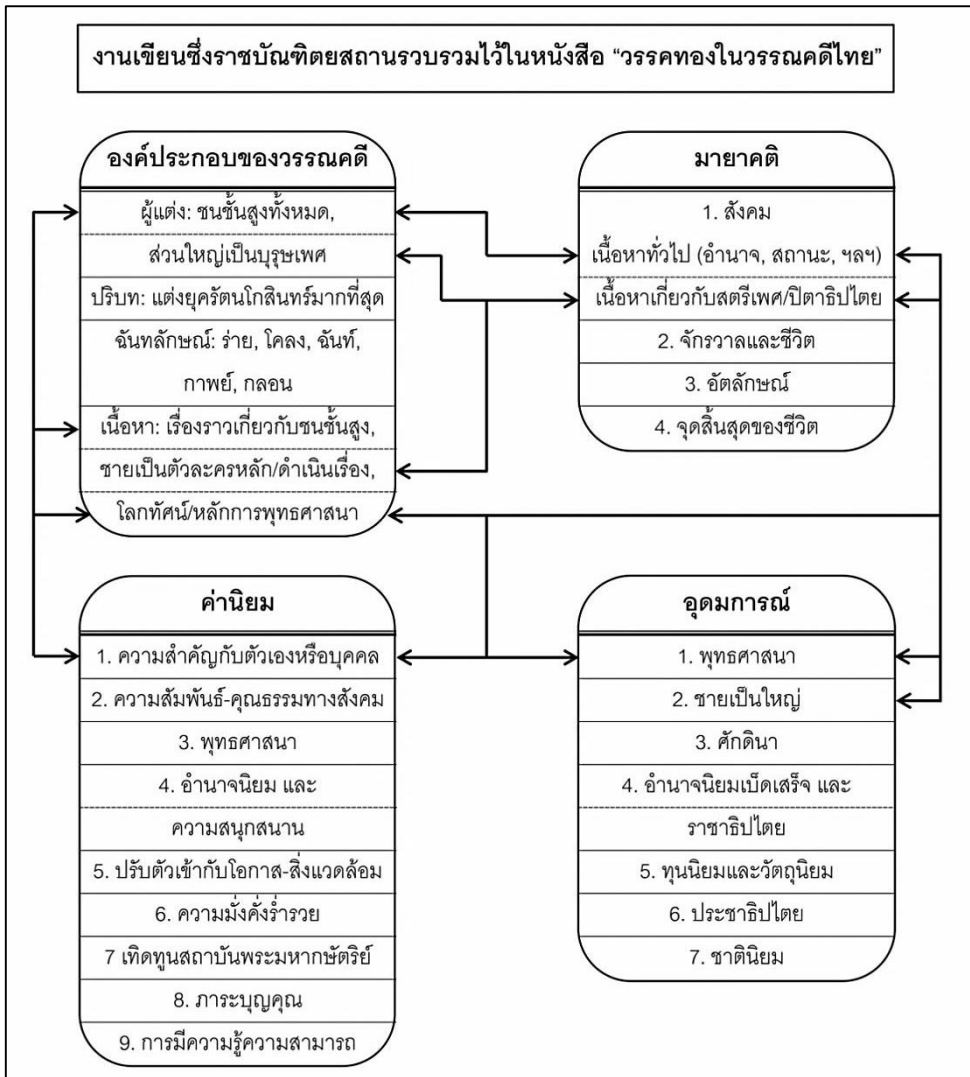 งานเขียนซึ่งราชบัณฑิตยสถานรวบรวมไว้ในหนังสือ “วรรคทองในวรรณคดีไทย”
องค์ประกอบของวรรณคดี
ผู้แต่ง: ชนชั้นสูงทั้งหมด,
ส่วนใหญ่เป็นบุรุษเพศ
ปริบท: แต่งยุครัตนโกสินทร์มากที่สุด
ฉันทลักษณ์: ร่าย, โคลง, ฉันท์,
กาพย์, กลอน
เนื้อหา: เรื่องราวเกี่ยวกับชนชั้นสูง,
ชายเป็นตัวละครหลัก/ดำเนินเรื่อง,
โลกทัศน์/หลักการพุทธศาสนา
มายาคติ
1. สังคม
เนื้อหาทั่วไป (อำนาจ, สถานะ, ฯลฯ)
เนื้อหาเกี่ยวกับสตรีเพศ/ปิตาธิปไตย
2. จักรวาลและชีวิต
3. อัตลักษณ์
4. จุดสิ้นสุดของชีวิต
ค่านิยม
1. ความสำคัญกับตัวเองหรือบุคคล
2. ความสัมพันธ์-คุณธรรมทางสังคม
3. พุทธศาสนา
4. อำนาจนิยม และ
ความสนุกสนาน
5. ปรับตัวเข้ากับโอกาส-สิ่งแวดล้อม
6. ความมั่งคั่งร่ำรวย
7 เทิดทูนสถาบันพระมหากษัตริย์
8. ภาระบุญคุณ
9. การมีความรู้ความสามารถ
อุดมการณ์
1. พุทธศาสนา
2. ชายเป็นใหญ่
3. ศักดินา
4. อำนาจนิยมเบ็ดเสร็จ และ
ราชาธิปไตย
5. ทุนนิยมและวัตถุนิยม
6. ประชาธิปไตย
7. ชาตินิยม